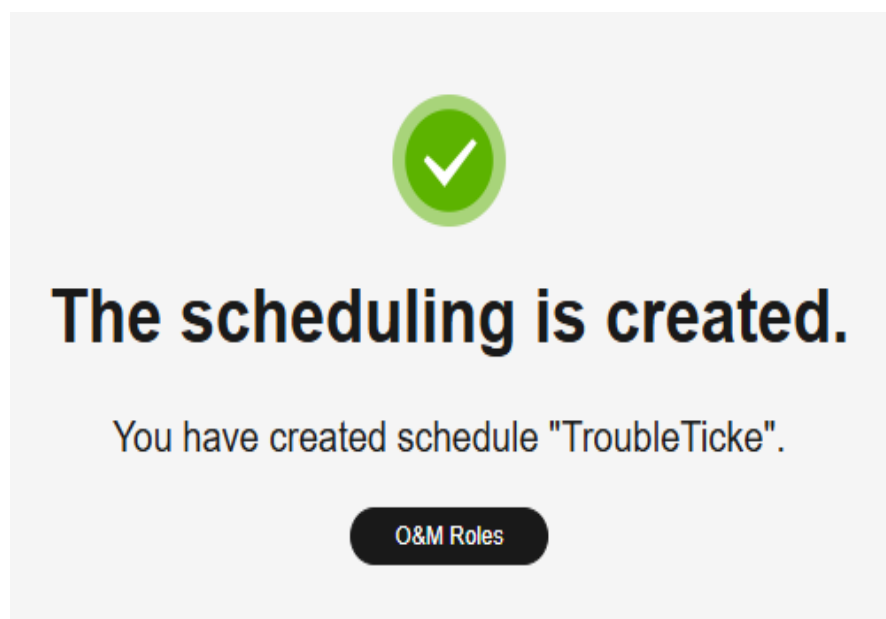 The scheduling is created.
You have created schedule "TroubleTicke".
O&M Roles